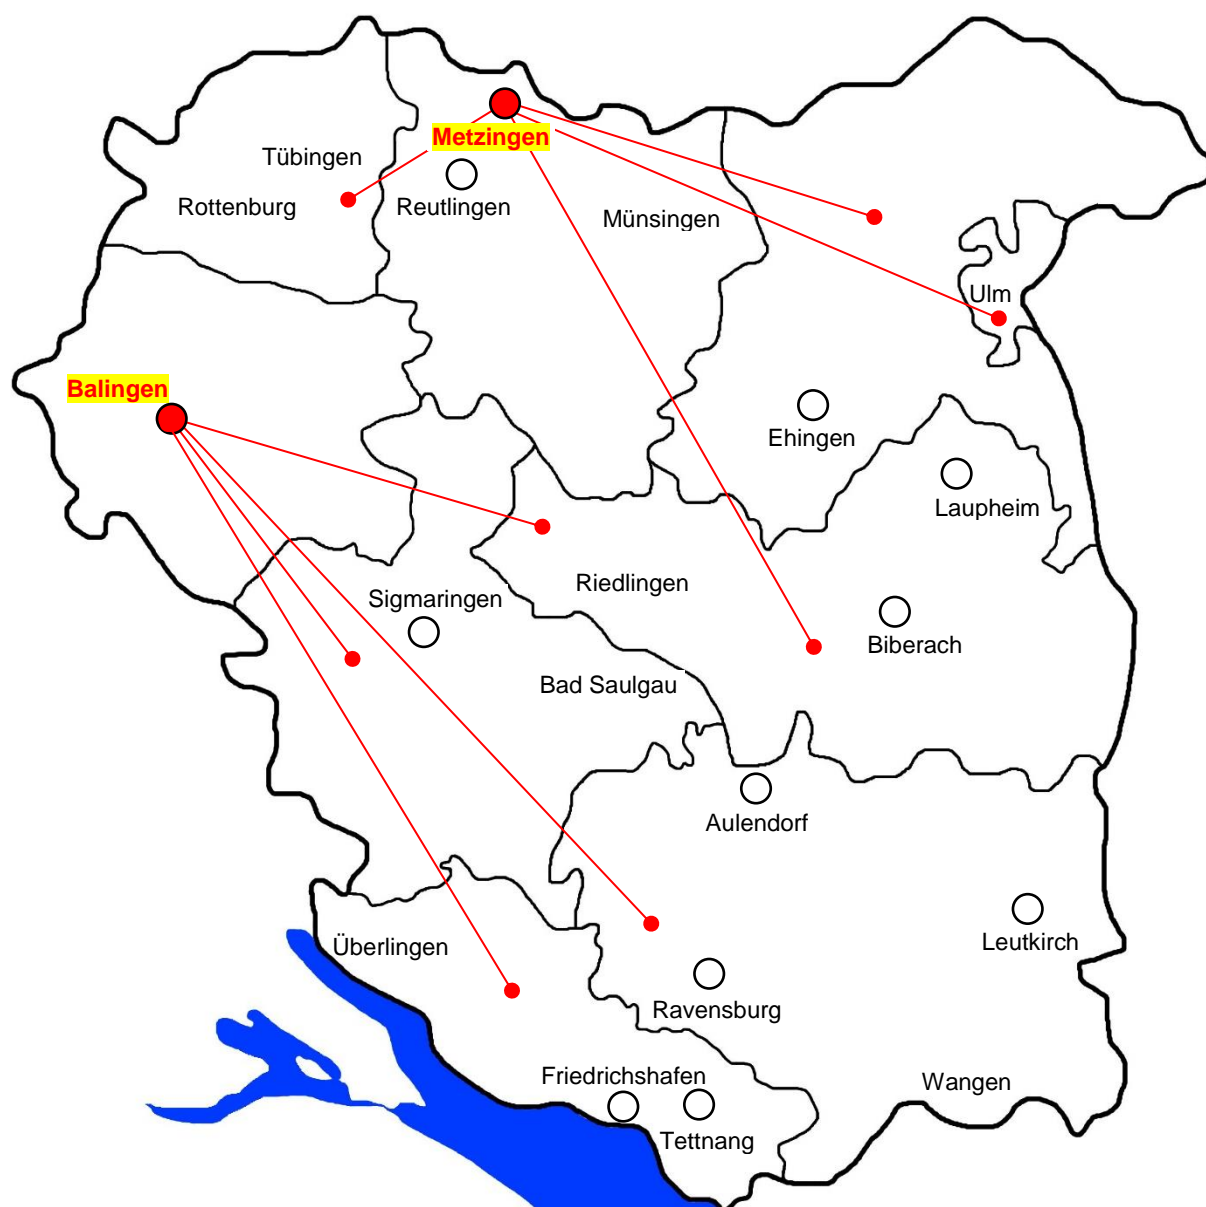 Metzingen
Tübingen
Rottenburg
Reutlingen
Münsingen
Ulm
Balingen
Ehingen
Laupheim
Riedlingen
Sigmaringen
Biberach
Bad Saulgau
Aulendorf
Leutkirch
Überlingen
Ravensburg
Friedrichshafen
Wangen
Tettnang